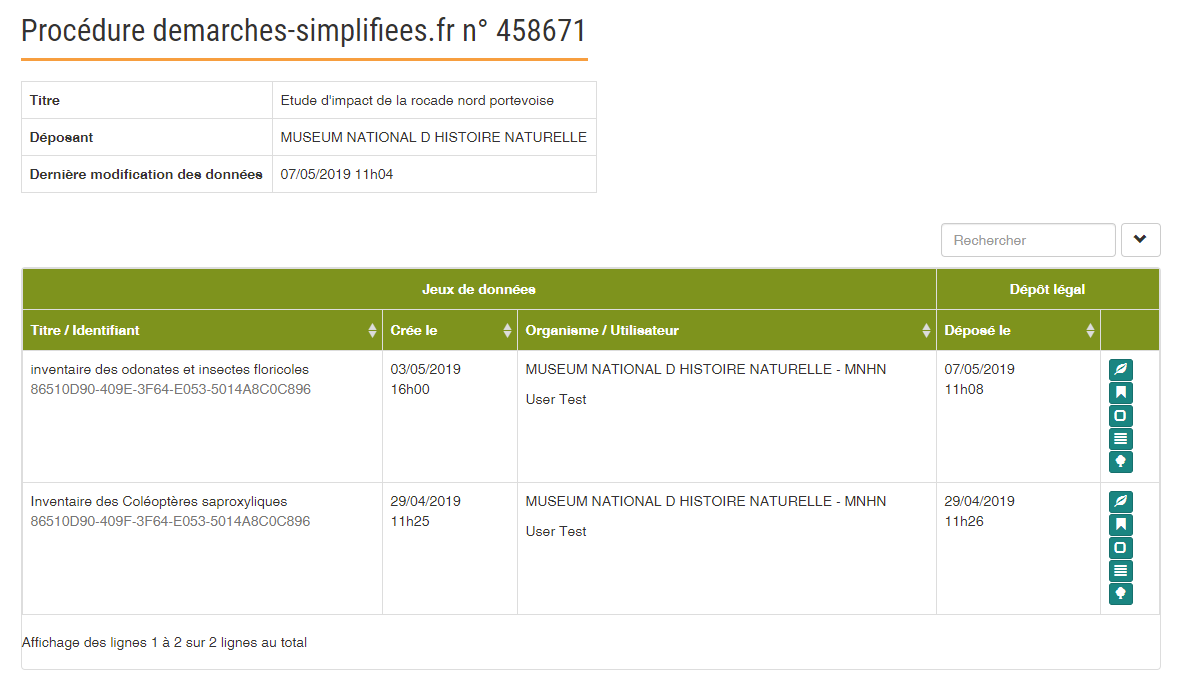 Procédure demarches-simplifiees.fr n° 458671
Titre Etude d'impact de la rocade nord portevoise
Déposant MUSEUM NATIONAL D HISTOIRE NATURELLE
Dernière modification des données 07/05/2019 11h04
Rechercher
Jeux de données Dépôt légal
Titre / Identifiant Crée le Organisme / Utilisateur Déposé le
inventaire des odonates et insectes floricoles 03/05/2019 MUSEUM NATIONAL D HISTOIRE NATURELLE - MNHN 07/05/2019
86510D90-409E-3F64-E053-5014A8C0C896 16h00 11h08
User Test
Inventaire des Coléoptères saproxyliques 29/04/2019 MUSEUM NATIONAL D HISTOIRE NATURELLE - MNHN 29/04/2019
86510D90-409F-3F64-E053-5014A8C0C896 11h25 11h26
User Test
Affichage des lignes 1 à 2 sur 2 lignes au total